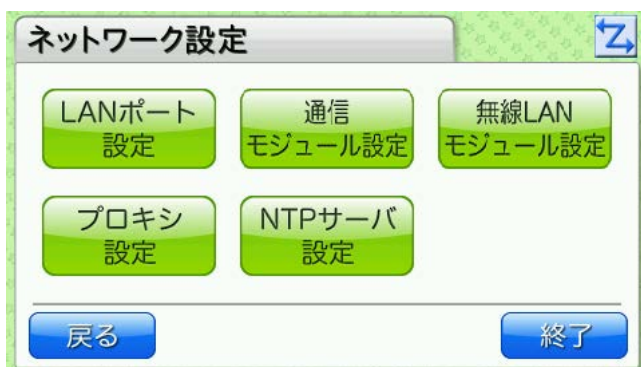 ネットワーク設定
LANポート
設定
通信
モジュール設定
無線LAN
モジュール設定
プロキシ
設定
NTPサーバ
設定
戻る
終了